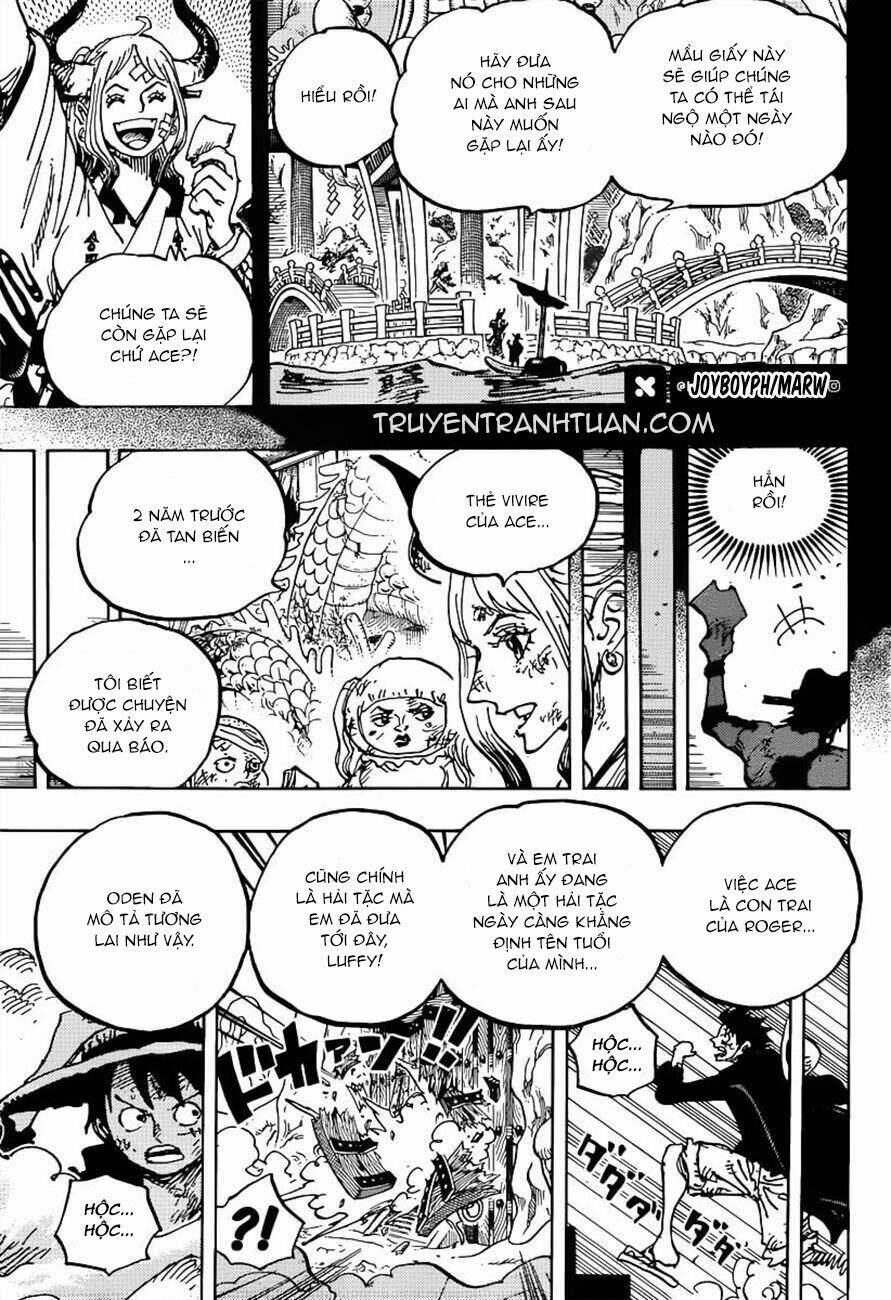 MẨU GIẤY NÀY
SẼ GIÚP CHÚNG
TA CÓ THỂ TÁI
NGỘ MỘT NGÀY
NÀO ĐÓ!
HÃY ĐƯA
NÓ CHO NHỮNG
AI MÀ ANH SAU
NÀY MUỐN
GẶP LẠI ẤY!
HIỂU RỒI!
CHÚNG TA SẼ
CÒN GẶP LẠI
CHỨ ACE?!
@ JOYBOYPH/MARW
TRUYENTRANHTUAN.COM
HẲN
RỒI!
THẺ VIVIRE
CỦA ACE...
2 NĂM TRƯỚC
ĐÃ TAN BIẾN
...
TÔI BIẾT
ĐƯỢC CHUYỆN
ĐÃ XẢY RA
QUA BÁO.
VIỆC ACE
LÀ CON TRAI
CỦA ROGER...
VÀ EM TRAI
ANH ẤY ĐANG
LÀ MỘT HẢI TẶC
NGÀY CÀNG KHẲNG
ĐỊNH TÊN TUỔI
CỦA MÌNH...
CŨNG CHÍNH
LÀ HẢI TẶC MÀ
EM ĐÃ ĐƯA
TỚI ĐÂY,
LUFFY!
ODEN ĐÃ
MÔ TẢ TƯƠNG
LAI NHƯ VẬY.
HỘC...
HỘC...
ダダダ
ダダダ
ドカァン!!
?!
HỘC...
HỘC...